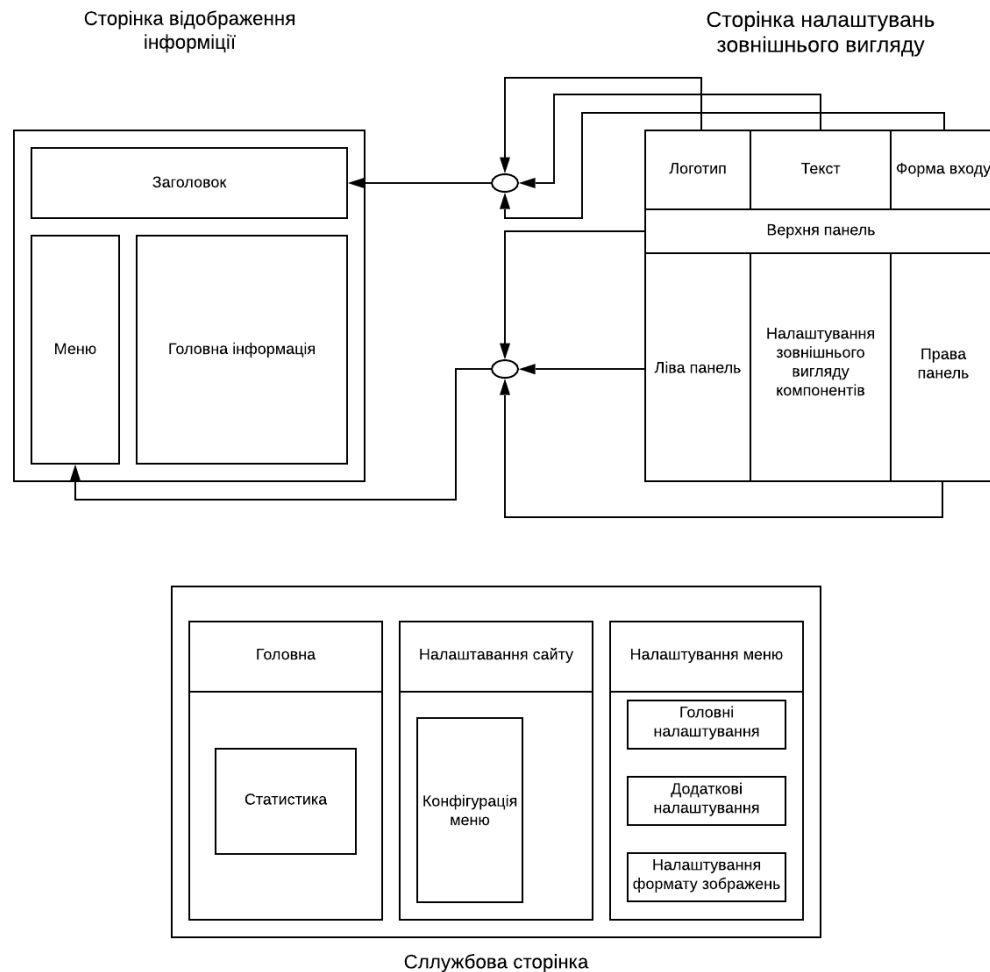 Сторінка відображення
інформіції
Сторінка налаштувань
зовнішнього вигляду
Заголовок
Меню
Головна інформація
Логотип
Текст
Форма входу
Верхня панель
Ліва панель
Налаштування
зовнішнього
вигляду
компонентів
Права
панель
Головна
Статистика
Налаштавання сайту
Конфігурація
меню
Налаштування меню
Головні
налаштування
Додаткові
налаштування
Налаштування
формату зображень
Сллужбова сторінка